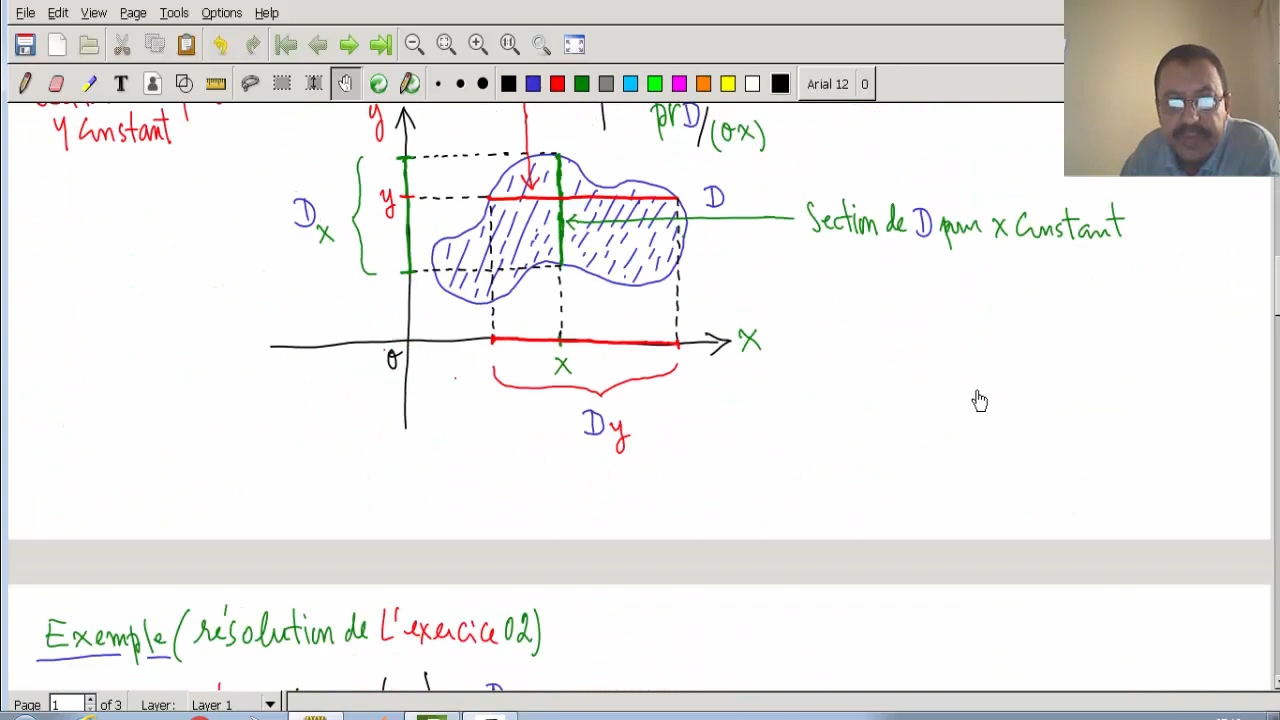 File Edit View Page Tools Options Help
Arial 12 0
y constant
y
pr D/(0x)
D
y
Dx
Section de D pour x constant
0
x
X
Dy
Exemple (résolution de L'exercice 02)
Page 1 of 3 Layer: Layer 1